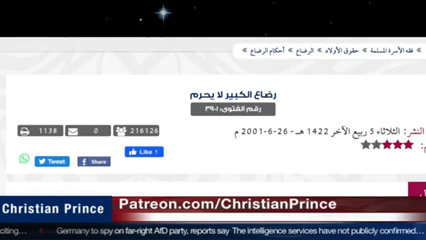 فقه الأسرة المسلمة › حقوق الأولاد › الرضاع › أحكام الرضاع
رضاع الكبير لا يحرم
رقم الفتوى: ٣٩٠١
النشر: الثلاثاء 5 ربيع الآخر 1422 هـ - 26-6-2001 م
1138 0 216126
Like 1
Tweet Share
Patreon.com/ChristianPrince
Christian Prince
citing... Germany to spy on far-right AfD party, reports say The intelligence services have not publicly confirmed...